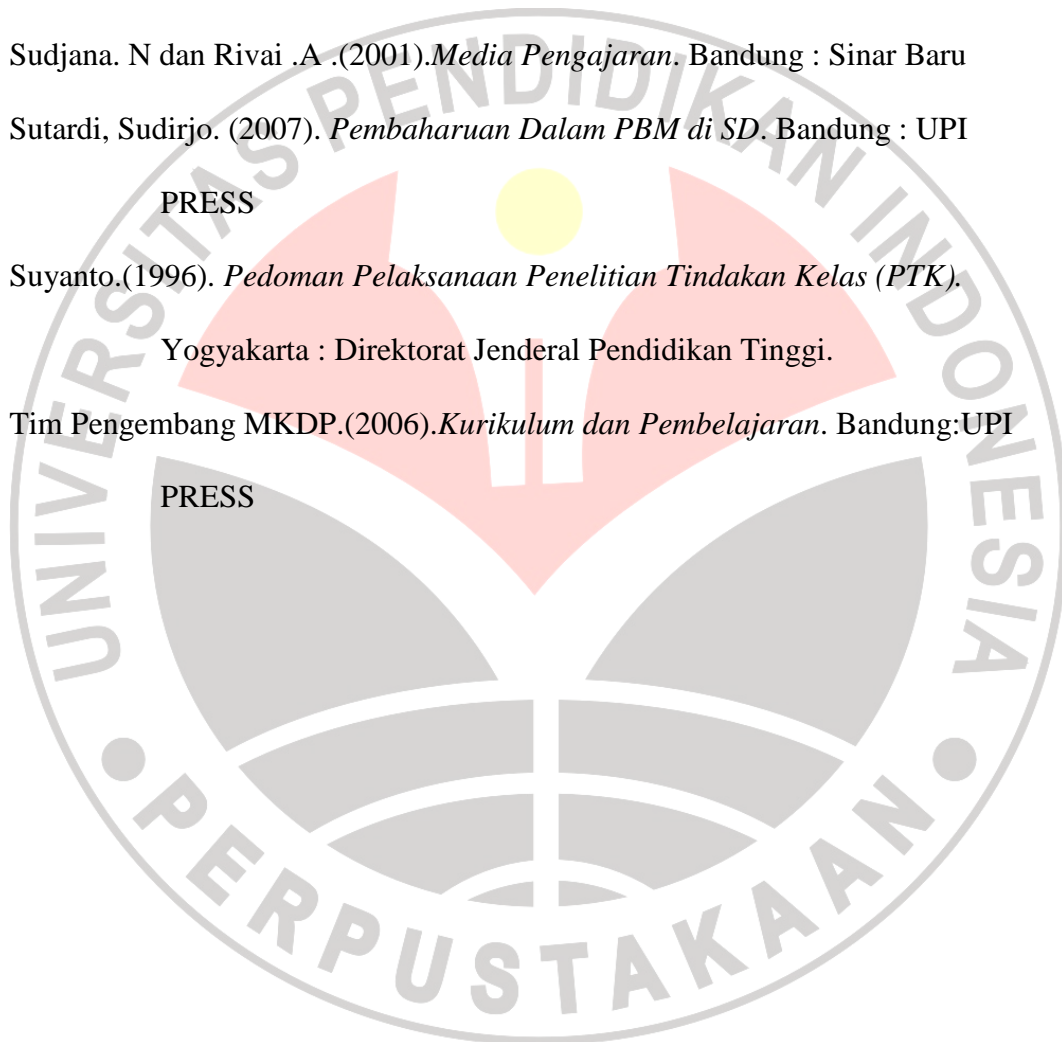 Sudjana. N dan Rivai .A .(2001).Media Pengajaran. Bandung : Sinar Baru
Sutardi, Sudirjo. (2007). Pembaharuan Dalam PBM di SD. Bandung : UPI
PRESS
Suyanto.(1996). Pedoman Pelaksanaan Penelitian Tindakan Kelas (PTK).
Yogyakarta : Direktorat Jenderal Pendidikan Tinggi.
Tim Pengembang MKDP.(2006).Kurikulum dan Pembelajaran. Bandung:UPI
PRESS
UNIVERSITAS PENDIDIKAN INDONESIA
PERPUSTAKAAN